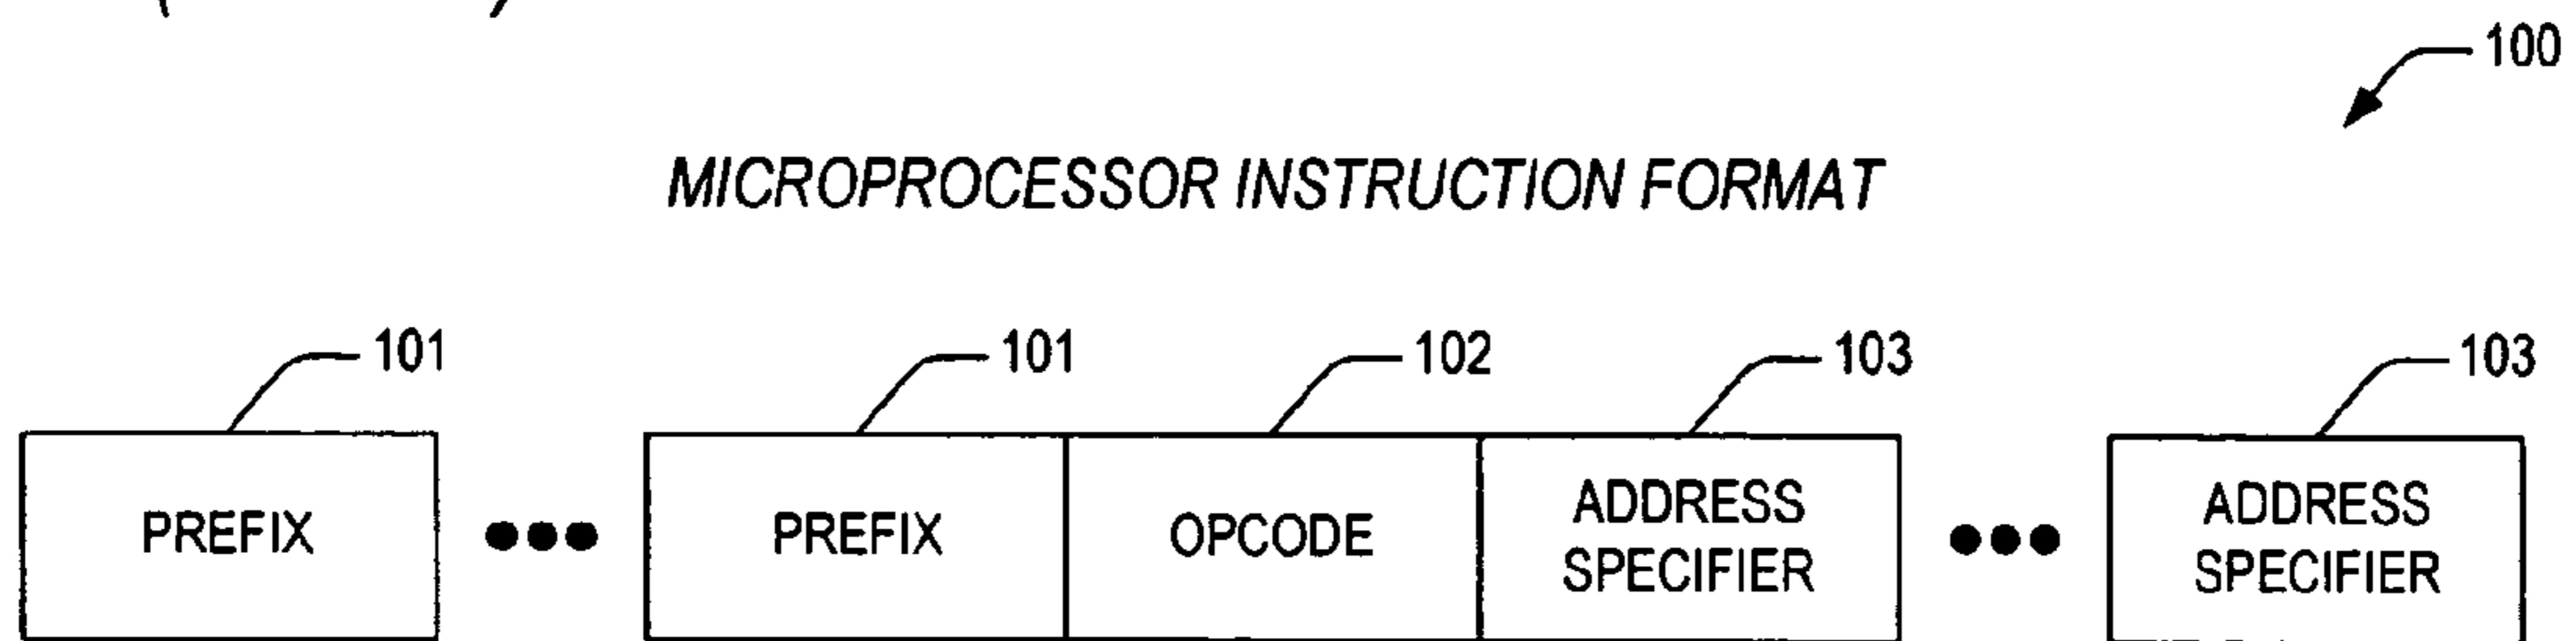 100
MICROPROCESSOR INSTRUCTION FORMAT
101 101 102 103 103
PREFIX ●●● PREFIX OPCODE ADDRESS SPECIFIER ●●● ADDRESS SPECIFIER